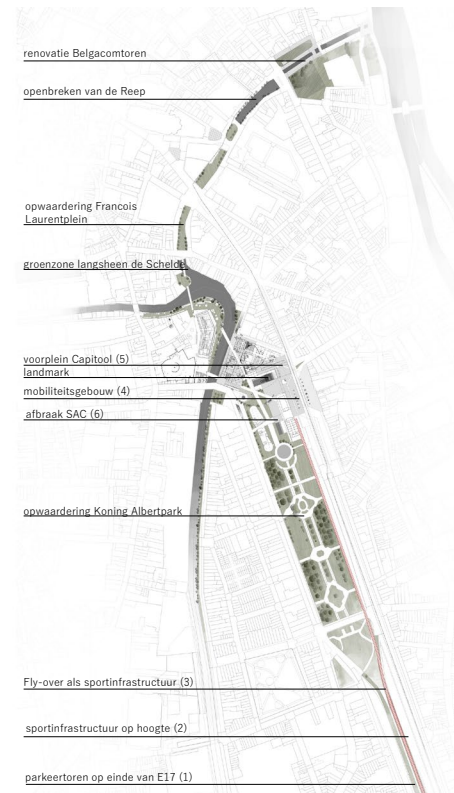 renovatie Belgacomtoren
openbreken van de Reep
opwaardering Francois
Laurentplein
groenzone langsheen de Schelde
voorplein Capitool (5)
landmark
mobiliteitsgebouw (4)
afbraak SAC (6)
opwaardering Koning Albertpark
Fly-over als sportinfrastructuur (3)
sportinfrastructuur op hoogte (2)
parkeertoren op einde van E17 (1)